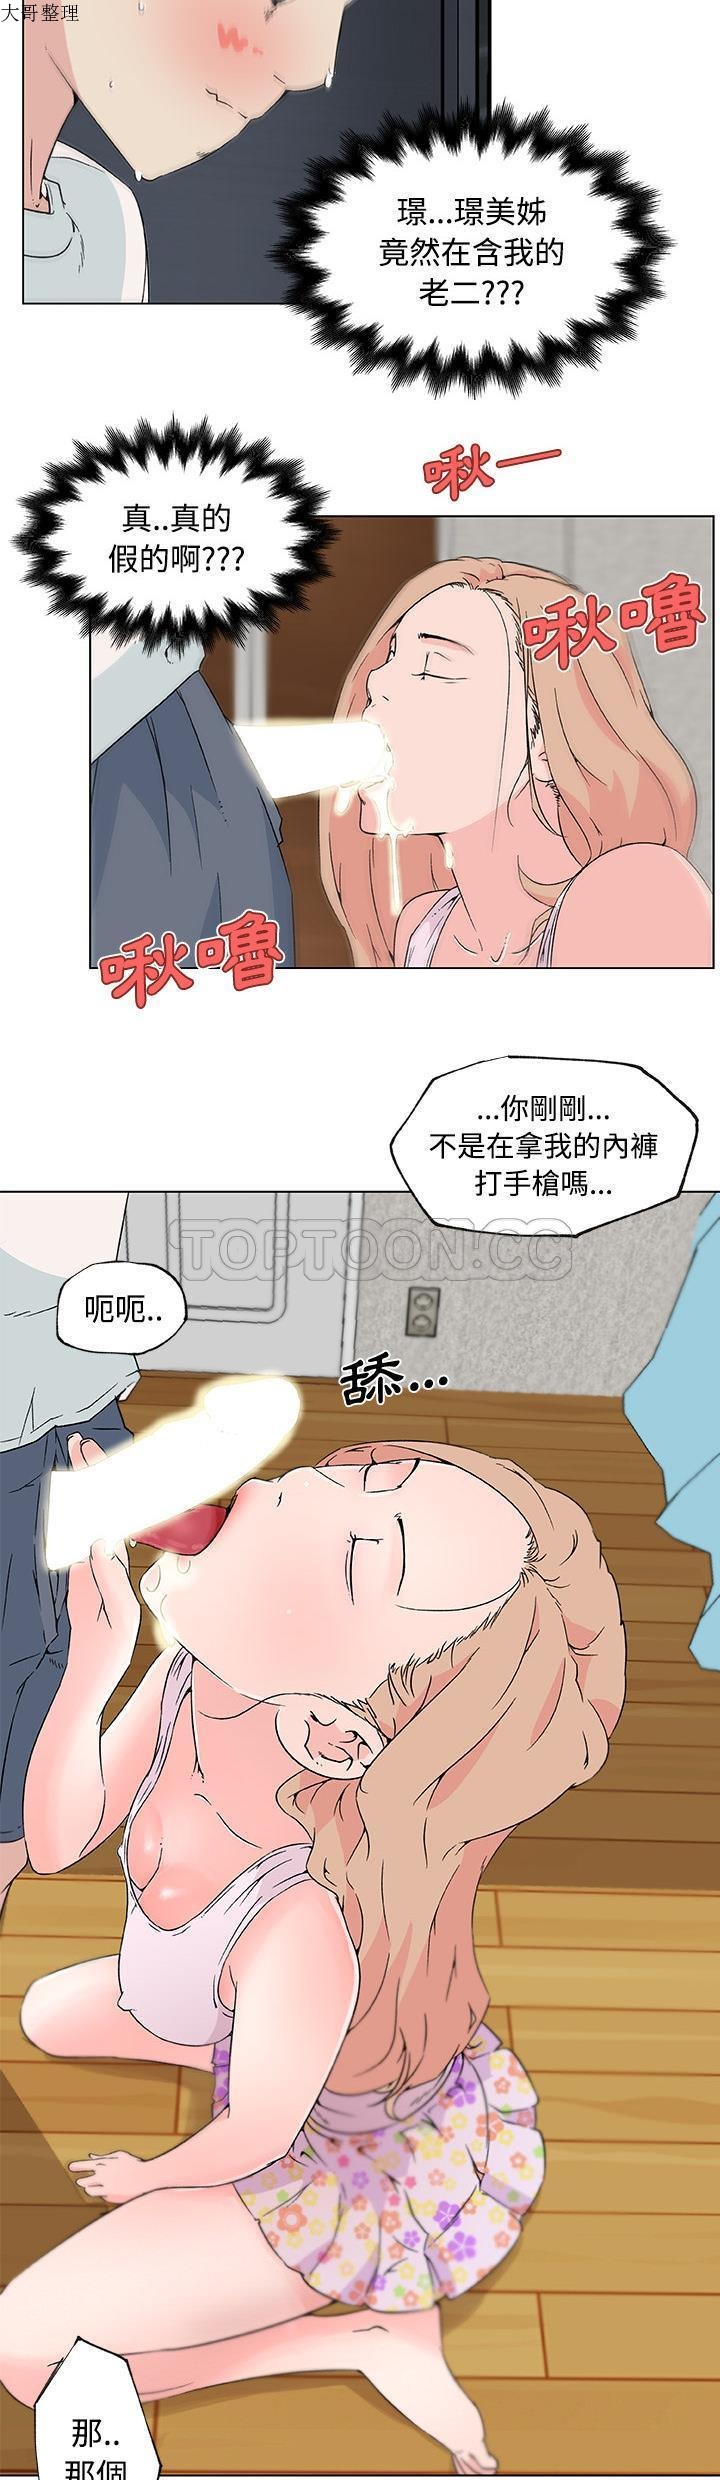 大哥整理
璟...璟美姊
竟然在含我的
老二???
啾一
真..真的
假的啊???
啾嚕
啾嚕
...你剛剛...
不是在拿我的內褲
打手槍嗎...
TOPTOON.CC
呃呃..
舔...
那..
那個